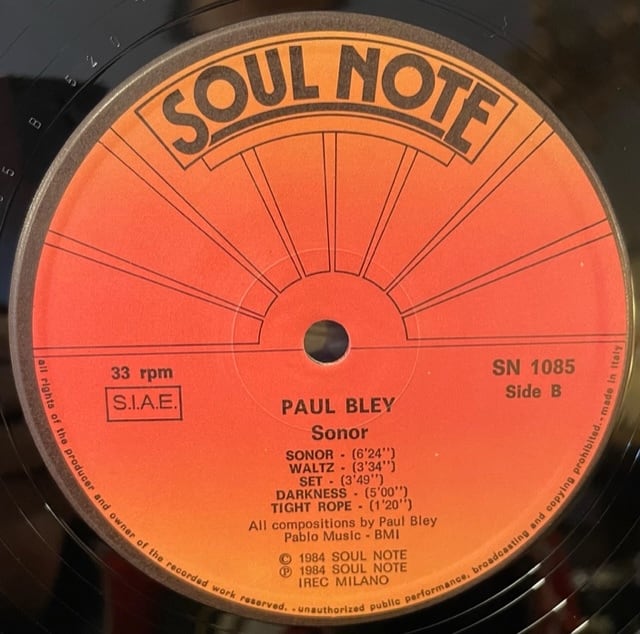 SOUL NOTE
33 rpm
S.I.A.E.
SN 1085
Side B
PAUL BLEY
Sonor
SONOR - (6'24'')
WALTZ - (3'34'')
SET - (3'49'')
DARKNESS - (5'00'')
TIGHT ROPE - (1'20'')
All compositions by Paul Bley
Pablo Music - BMI
© 1984 SOUL NOTE
℗ 1984 SOUL NOTE
IREC MILANO
all rights of the producer and owner of the recorded work reserved. - unauthorized public performance, broadcasting and copying prohibited. - made in Italy